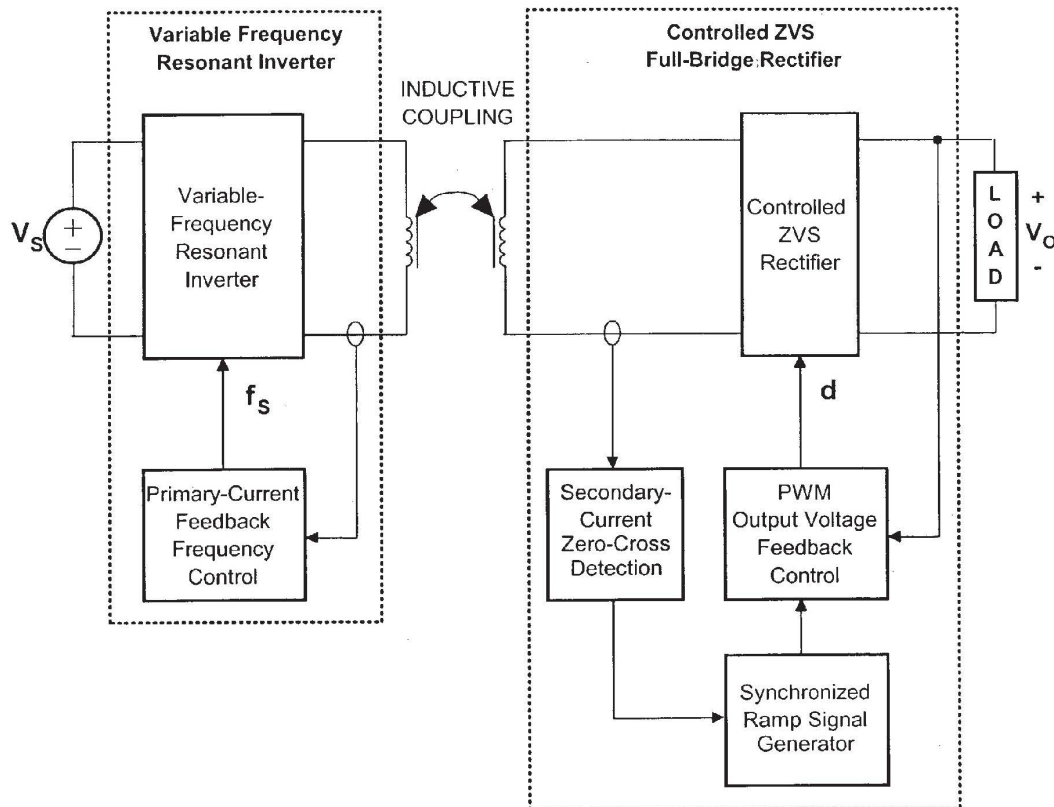 Variable Frequency
Resonant Inverter
Controlled ZVS
Full-Bridge Rectifier
INDUCTIVE
COUPLING
Variable-
Frequency
Resonant
Inverter
Controlled
ZVS
Rectifier
LOAD
+
V_O
-
V_S
+
−
f_S
d
Primary-Current
Feedback
Frequency
Control
Secondary-
Current
Zero-Cross
Detection
PWM
Output Voltage
Feedback
Control
Synchronized
Ramp Signal
Generator